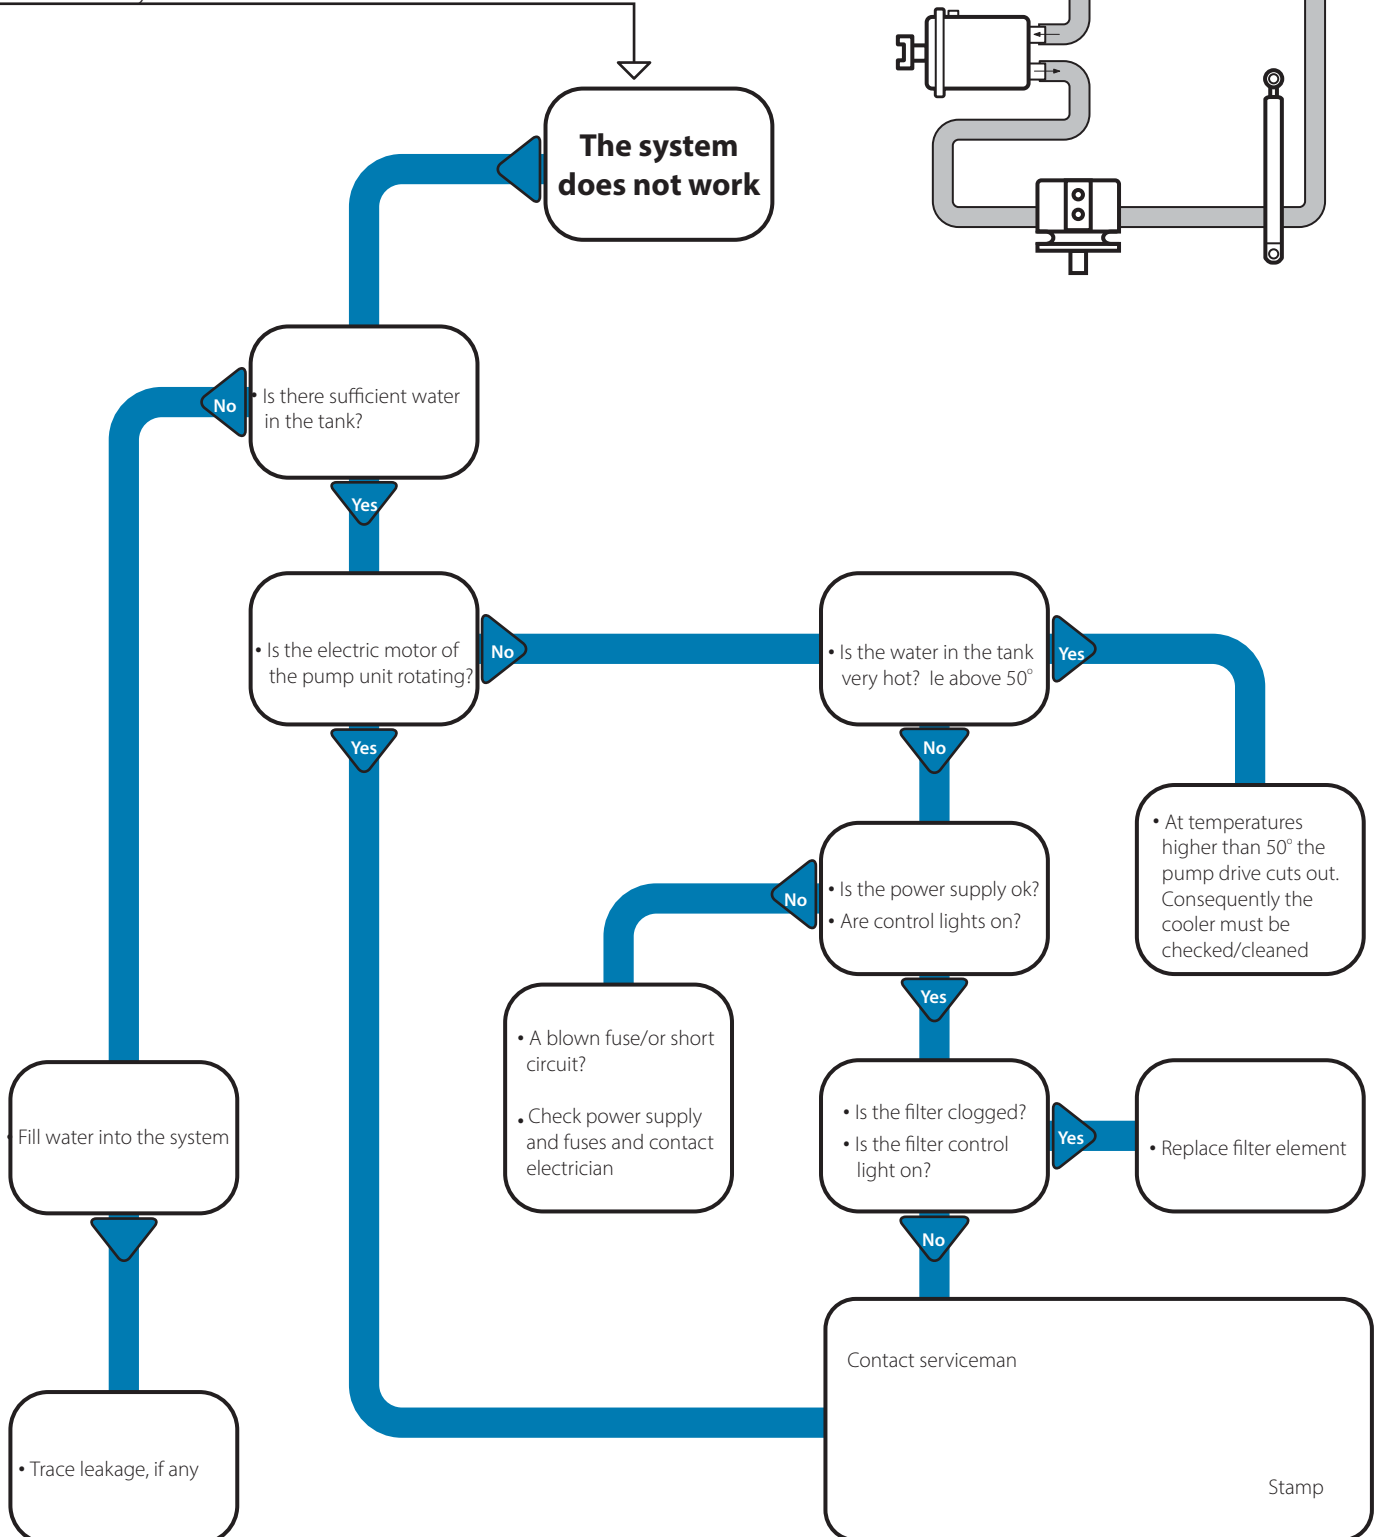 The system
does not work
• Is there sufficient water
in the tank?
No
Yes
• Is the electric motor of
the pump unit rotating?
No
Yes
• Is the water in the tank
very hot? Ie above 50°
Yes
No
• At temperatures
higher than 50° the
pump drive cuts out.
Consequently the
cooler must be
checked/cleaned
• Is the power supply ok?
• Are control lights on?
No
Yes
• A blown fuse/or short
circuit?
• Check power supply
and fuses and contact
electrician
• Is the filter clogged?
• Is the filter control
light on?
Yes
No
• Replace filter element
• Fill water into the system
• Trace leakage, if any
Contact serviceman
Stamp